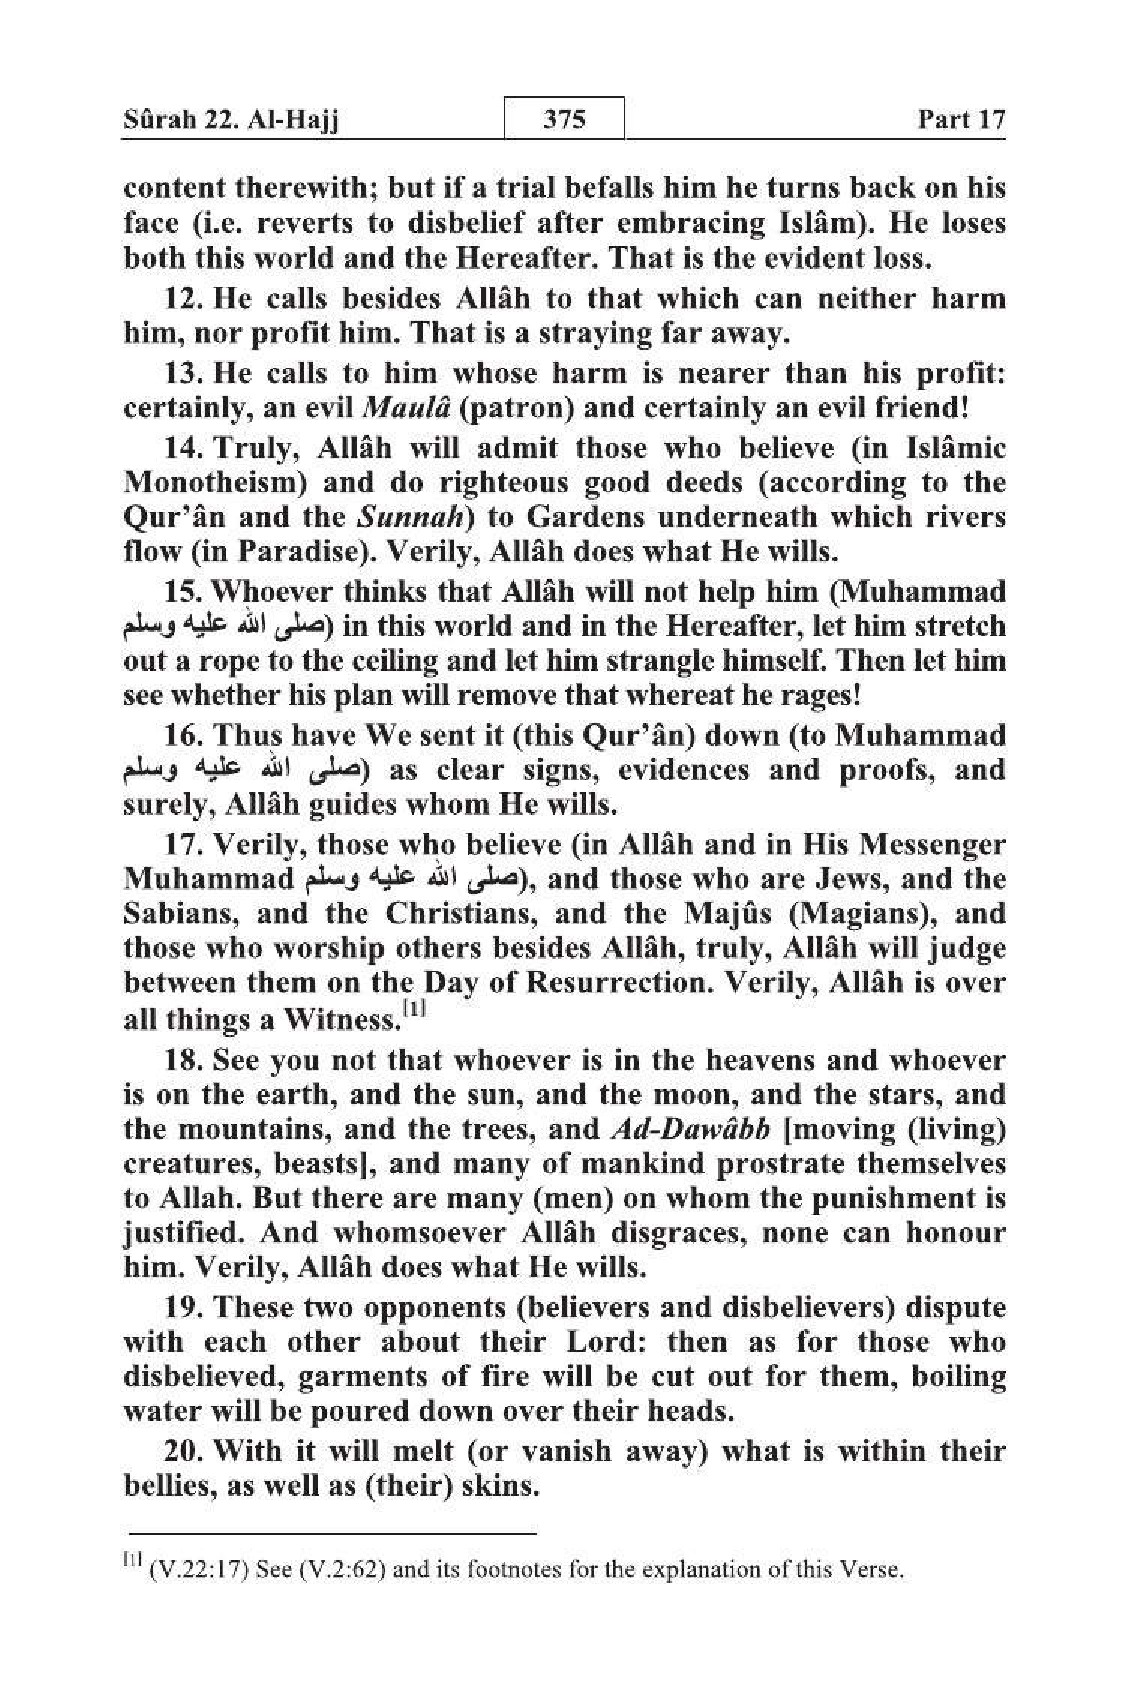 Sûrah 22. Al-Hajj 375 Part 17
content therewith; but if a trial befalls him he turns back on his
face (i.e. reverts to disbelief after embracing Islâm). He loses
both this world and the Hereafter. That is the evident loss.
12. He calls besides Allâh to that which can neither harm
him, nor profit him. That is a straying far away.
13. He calls to him whose harm is nearer than his profit:
certainly, an evil Maulâ (patron) and certainly an evil friend!
14. Truly, Allâh will admit those who believe (in Islâmic
Monotheism) and do righteous good deeds (according to the
Qur’ân and the Sunnah) to Gardens underneath which rivers
flow (in Paradise). Verily, Allâh does what He wills.
15. Whoever thinks that Allâh will not help him (Muhammad
صلى الله عليه وسلم) in this world and in the Hereafter, let him stretch
out a rope to the ceiling and let him strangle himself. Then let him
see whether his plan will remove that whereat he rages!
16. Thus have We sent it (this Qur’ân) down (to Muhammad
صلى الله عليه وسلم) as clear signs, evidences and proofs, and
surely, Allâh guides whom He wills.
17. Verily, those who believe (in Allâh and in His Messenger
Muhammad صلى الله عليه وسلم), and those who are Jews, and the
Sabians, and the Christians, and the Majûs (Magians), and
those who worship others besides Allâh, truly, Allâh will judge
between them on the Day of Resurrection. Verily, Allâh is over
all things a Witness.[1]
18. See you not that whoever is in the heavens and whoever
is on the earth, and the sun, and the moon, and the stars, and
the mountains, and the trees, and Ad-Dawâbb [moving (living)
creatures, beasts], and many of mankind prostrate themselves
to Allah. But there are many (men) on whom the punishment is
justified. And whomsoever Allâh disgraces, none can honour
him. Verily, Allâh does what He wills.
19. These two opponents (believers and disbelievers) dispute
with each other about their Lord: then as for those who
disbelieved, garments of fire will be cut out for them, boiling
water will be poured down over their heads.
20. With it will melt (or vanish away) what is within their
bellies, as well as (their) skins.
[1] (V.22:17) See (V.2:62) and its footnotes for the explanation of this Verse.